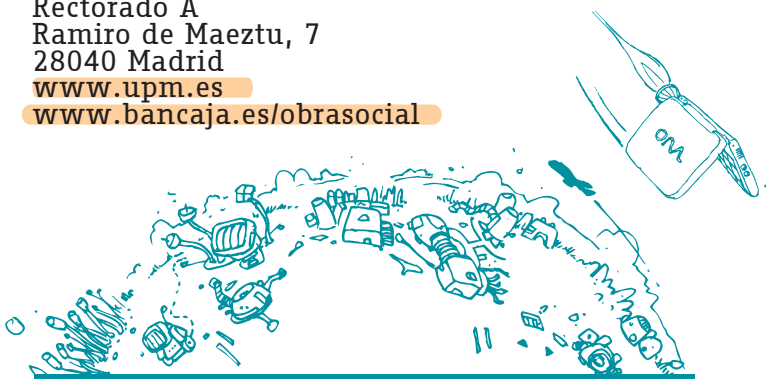 Rectorado A
Ramiro de Maeztu, 7
28040 Madrid
www.upm.es
www.bancaja.es/obrasocial